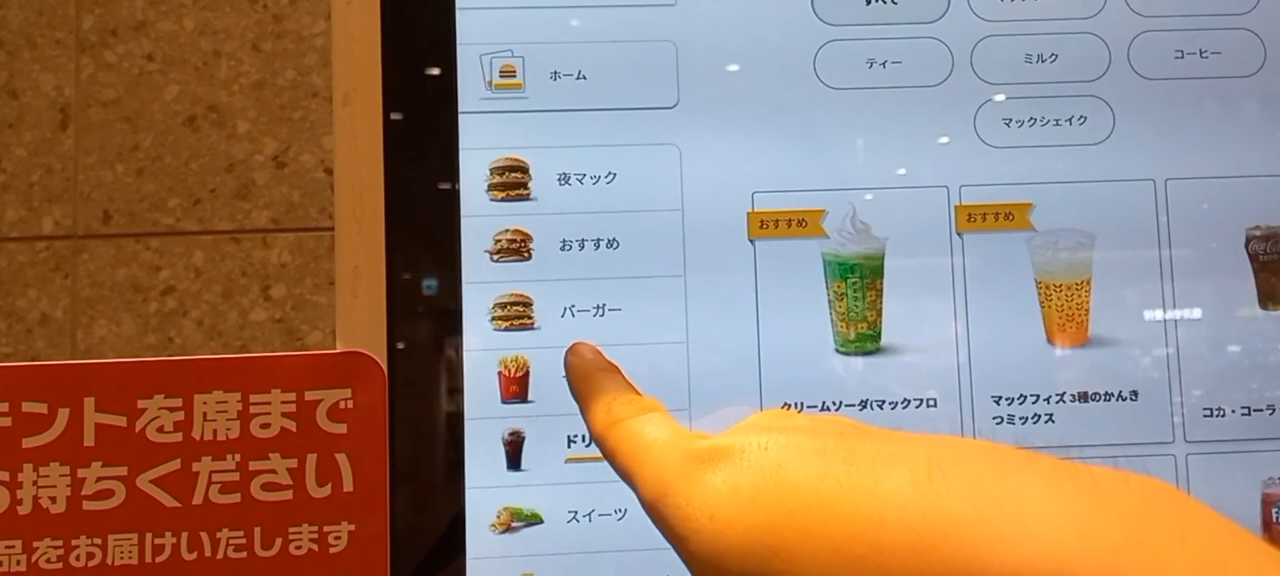 ホーム
夜マック
おすすめ
バーガー
スイーツ
すべて
ティー
ミルク
コーヒー
マックシェイク
おすすめ
クリームソーダ(マックフロ
おすすめ
マックフィズ 3種のかんき
つミックス
コカ・コーラ
ントを席まで
持ちください
品をお届けいたします